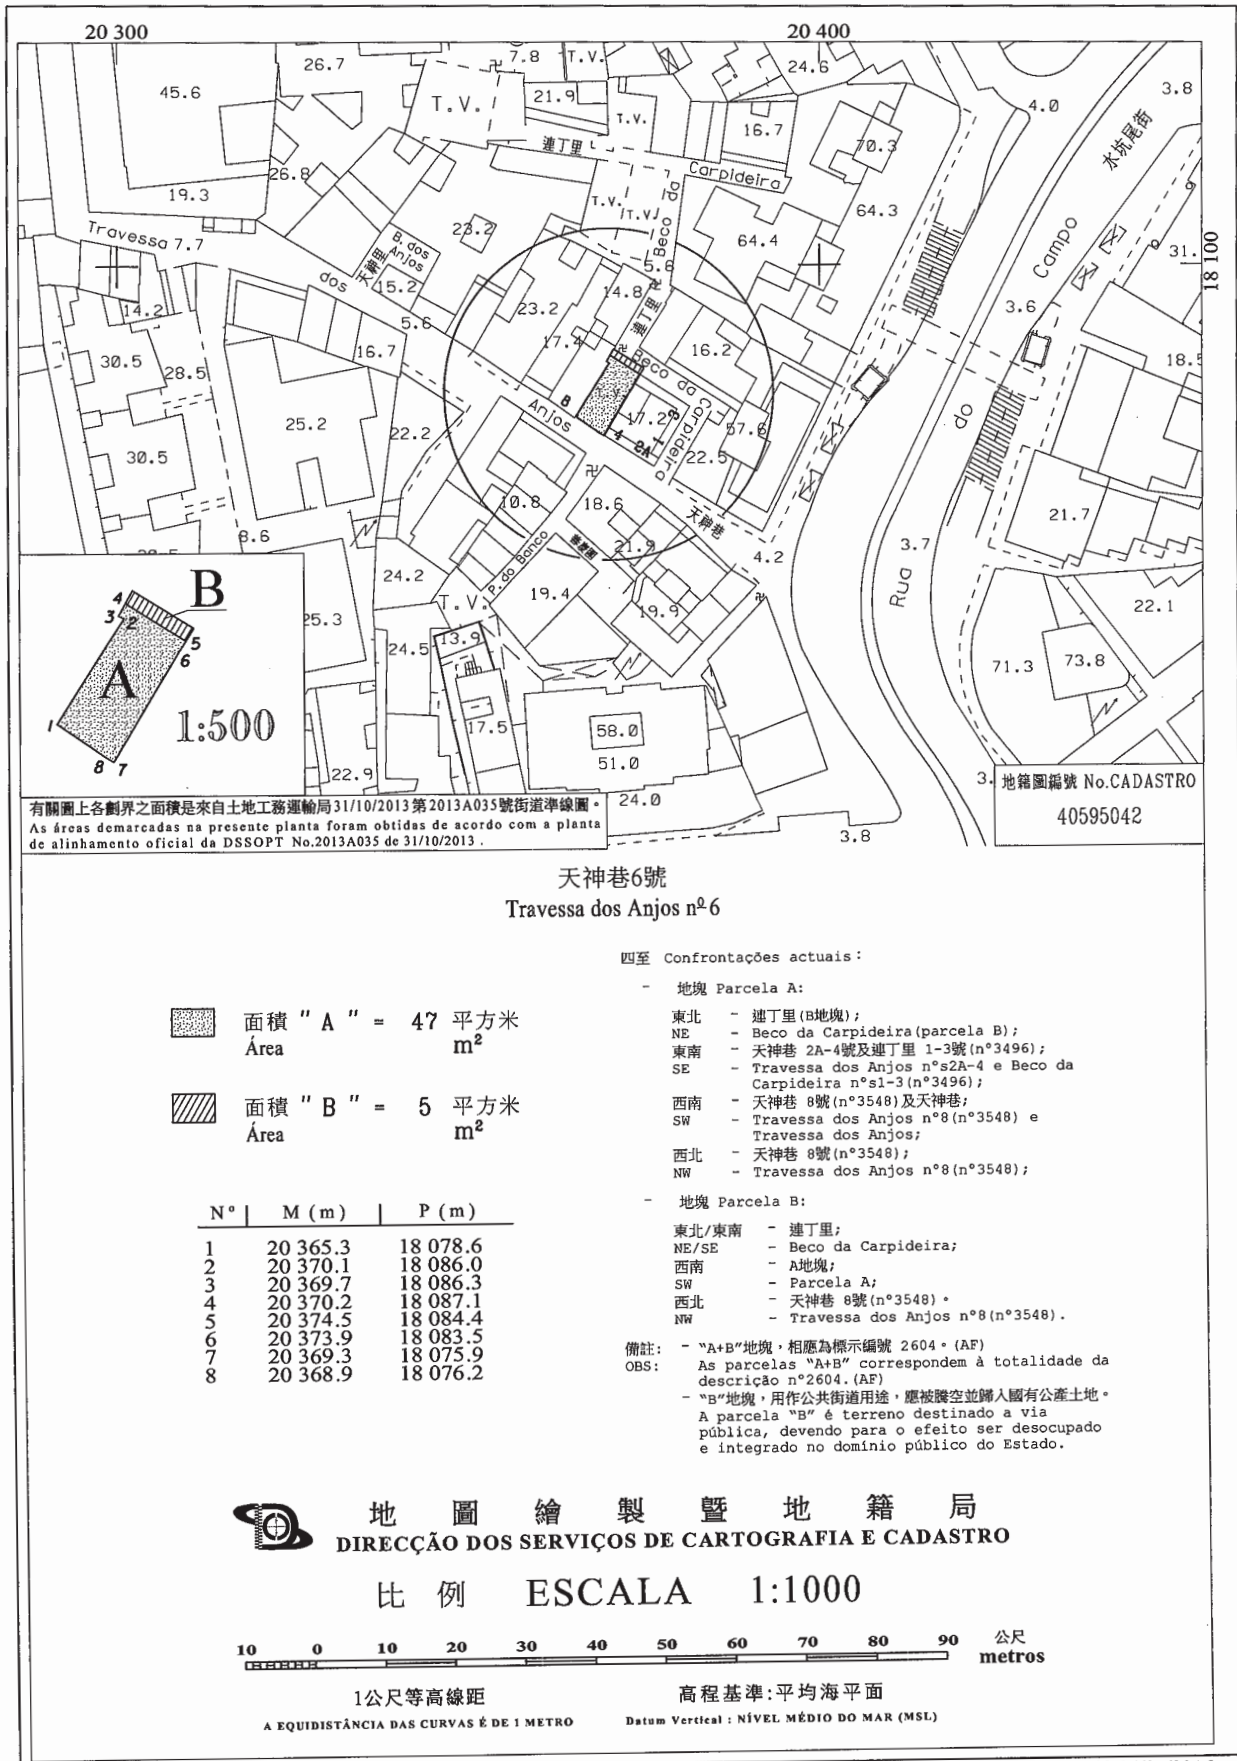 20 300
20 400
26.7
7.8
T.V.
24.6
3.8
45.6
T.V.
21.9
T.V.
16.7
4.0
水坑尾街
連丁里
70.3
26.8
Carpideira
19.3
T.V.
T.V.
Beco da
64.3
Travessa 7.7
23.2
64.4
Campo
31.
18 100
B. dos Anjos
天神里
dos
15.2
5.6
14.8
14.2
23.2
連丁里
3.6
5.6
17.4
16.2
16.7
18.5
30.5
28.5
Beco da Carpideira
8
Anjos
17.2
3
1
57.6
do
25.2
22.2
4
2A
22.5
30.5
10.8
18.6
天神巷
21.7
8.6
21.9
3.7
4.2
P. do Banco
24.2
T.V.
19.4
19.9
Rua
22.1
25.3
24.5
13.9
71.3
73.8
17.5
58.0
51.0
22.9
24.0
3.8
4
B
3
2
5
6
A
1
1:500
8
7
地籍圖編號 No.CADASTRO
40595042
有關圖上各劃界之面積是來自土地工務運輸局31/10/2013第2013A035號街道準線圖。
As áreas demarcadas na presente planta foram obtidas de acordo com a planta
de alinhamento oficial da DSSOPT No.2013A035 de 31/10/2013 .
天神巷6號
Travessa dos Anjos nº 6
面積 " A " = 47 平方米
Área m²
面積 " B " = 5 平方米
Área m²
Nº M (m) P (m)
1 20 365.3 18 078.6
2 20 370.1 18 086.0
3 20 369.7 18 086.3
4 20 370.2 18 087.1
5 20 374.5 18 084.4
6 20 373.9 18 083.5
7 20 369.3 18 075.9
8 20 368.9 18 076.2
四至 Confrontações actuais:
- 地塊 Parcela A:
東北 - 連丁里(B地塊);
NE - Beco da Carpideira(parcela B);
東南 - 天神巷 2A-4號及連丁里 1-3號(n°3496);
SE - Travessa dos Anjos n°s2A-4 e Beco da
Carpideira n°s1-3(n°3496);
西南 - 天神巷 8號(n°3548)及天神巷;
SW - Travessa dos Anjos n°8(n°3548) e
Travessa dos Anjos;
西北 - 天神巷 8號(n°3548);
NW - Travessa dos Anjos n°8(n°3548);
- 地塊 Parcela B:
東北/東南 - 連丁里;
NE/SE - Beco da Carpideira;
西南 - A地塊;
SW - Parcela A;
西北 - 天神巷 8號(n°3548)。
NW - Travessa dos Anjos n°8(n°3548).
備註: - "A+B"地塊，相應為標示編號 2604。(AF)
OBS: As parcelas "A+B" correspondem à totalidade da
descrição n°2604.(AF)
- "B"地塊，用作公共街道用途，應被騰空並歸入國有公產土地。
A parcela "B" é terreno destinado a via
pública, devendo para o efeito ser desocupado
e integrado no domínio público do Estado.
地圖繪製暨地籍局
DIRECÇÃO DOS SERVIÇOS DE CARTOGRAFIA E CADASTRO
比例 ESCALA 1:1000
10 0 10 20 30 40 50 60 70 80 90 公尺
metros
1公尺等高線距
A EQUIDISTÂNCIA DAS CURVAS É DE 1 METRO
高程基準:平均海平面
Datum Vertical : NÍVEL MÉDIO DO MAR (MSL)